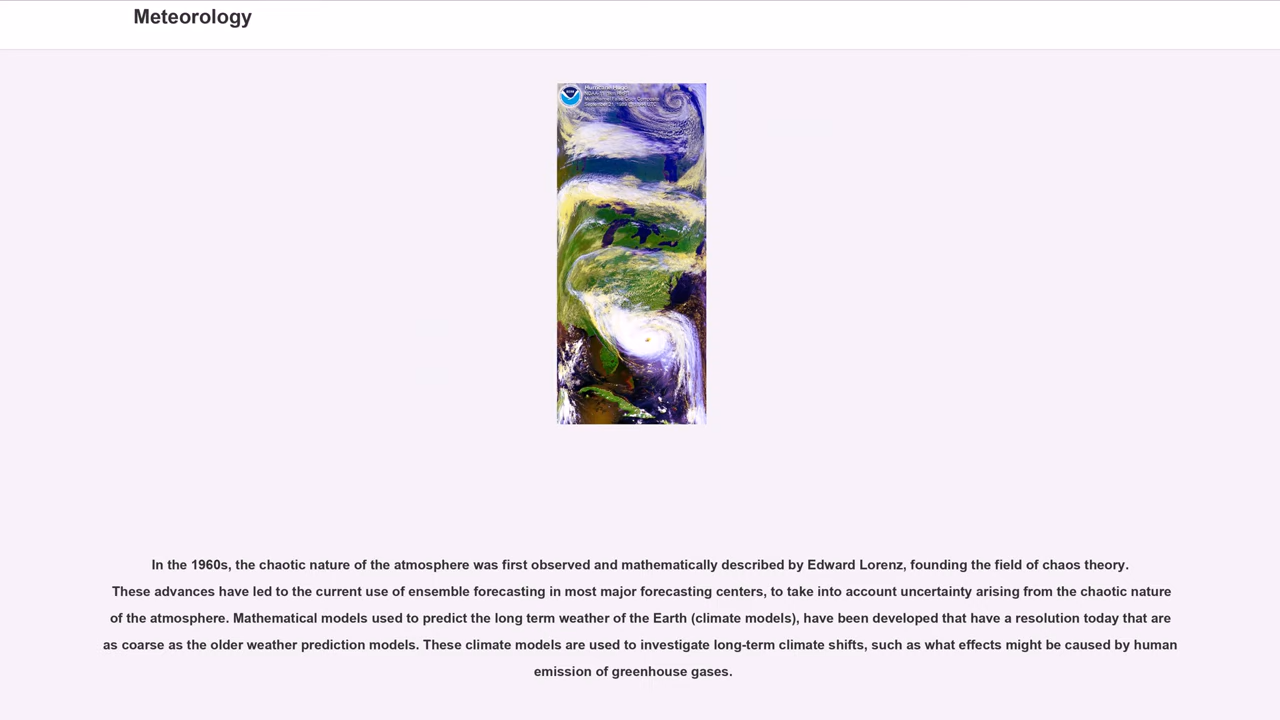 Meteorology
Hurricane Hugo
In the 1960s, the chaotic nature of the atmosphere was first observed and mathematically described by Edward Lorenz, founding the field of chaos theory.
These advances have led to the current use of ensemble forecasting in most major forecasting centers, to take into account uncertainty arising from the chaotic nature
of the atmosphere. Mathematical models used to predict the long term weather of the Earth (climate models), have been developed that have a resolution today that are
as coarse as the older weather prediction models. These climate models are used to investigate long-term climate shifts, such as what effects might be caused by human
emission of greenhouse gases.